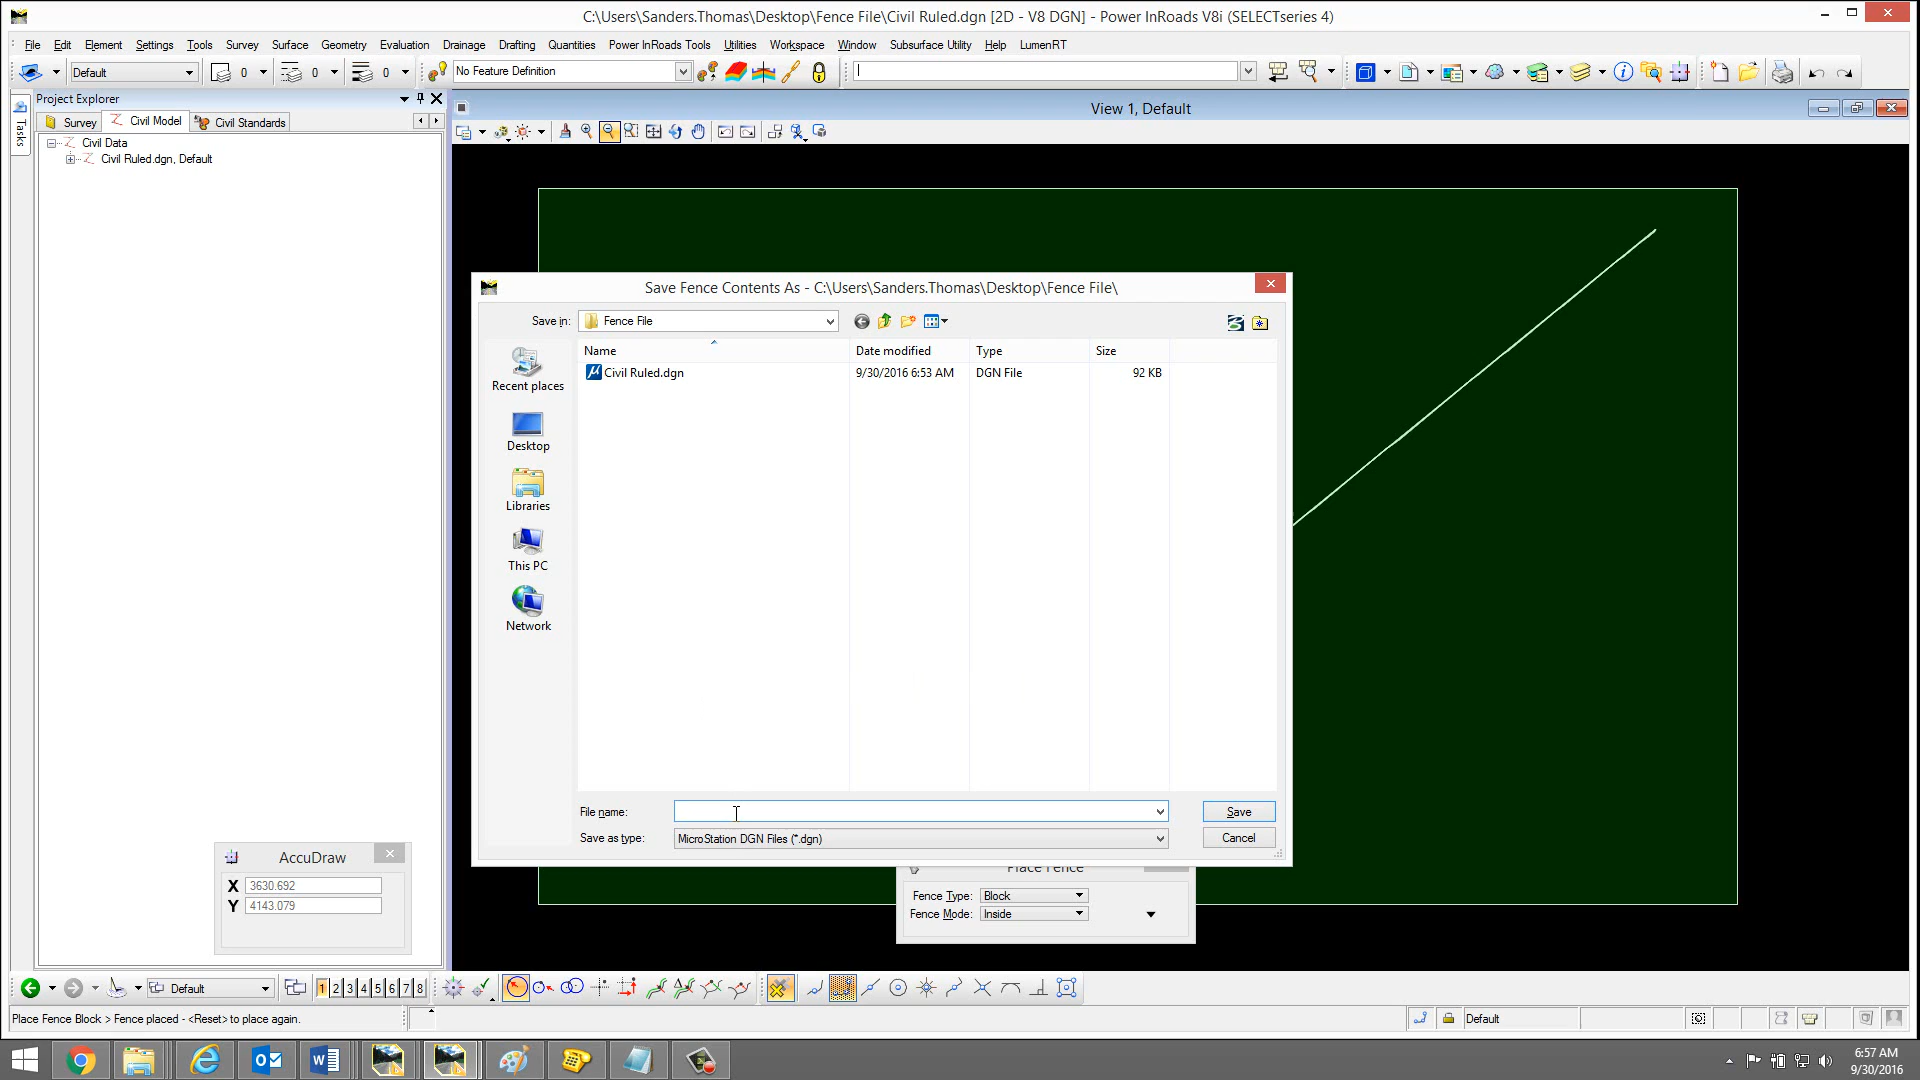 C:\Users\Sanders.Thomas\Desktop\Fence File\Civil Ruled.dgn [2D - V8 DGN] - Power InRoads V8i (SELECTseries 4)
File Edit Element Settings Tools Survey Surface Geometry Evaluation Drainage Drafting Quantities Power InRoads Tools Utilities Workspace Window Subsurface Utility Help LumenRT
Default 0 0 0 No Feature Definition
Project Explorer
View 1, Default
Tasks
Survey Civil Model Civil Standards
Civil Data
Civil Ruled.dgn, Default
Save Fence Contents As - C:\Users\Sanders.Thomas\Desktop\Fence File\
Save in: Fence File
Name Date modified Type Size
Civil Ruled.dgn 9/30/2016 6:53 AM DGN File 92 KB
Recent places
Desktop
Libraries
This PC
Network
File name: Save
Save as type: MicroStation DGN Files (*.dgn) Cancel
AccuDraw
X 3630.692
Y 4143.079
Place Fence
Fence Type: Block
Fence Mode: Inside
Default 1 2 3 4 5 6 7 8
Place Fence Block > Fence placed - <Reset> to place again.
Default
6:57 AM
9/30/2016